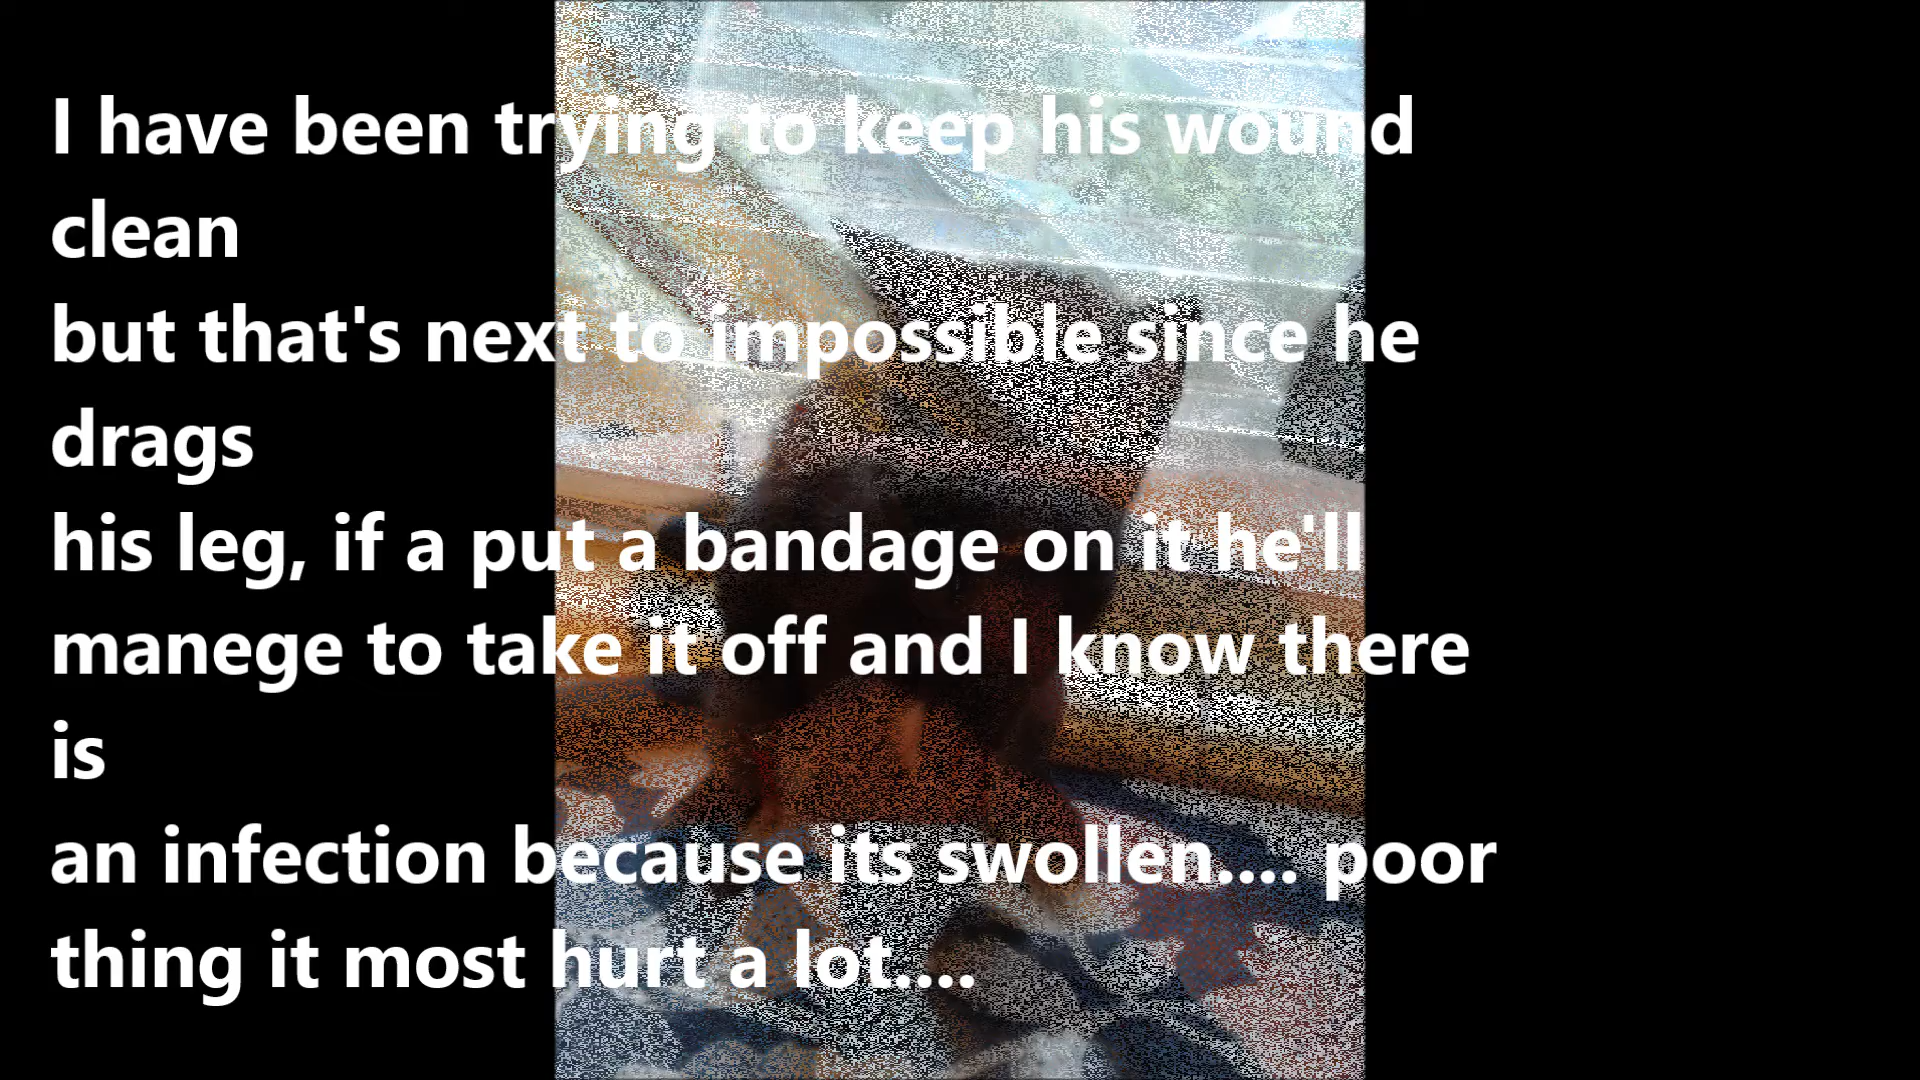 I have been trying to keep his wound
clean
but that's next to impossible since he
drags
his leg, if a put a bandage on it he'll
manege to take it off and I know there
is
an infection because its swollen.... poor
thing it most hurt a lot....